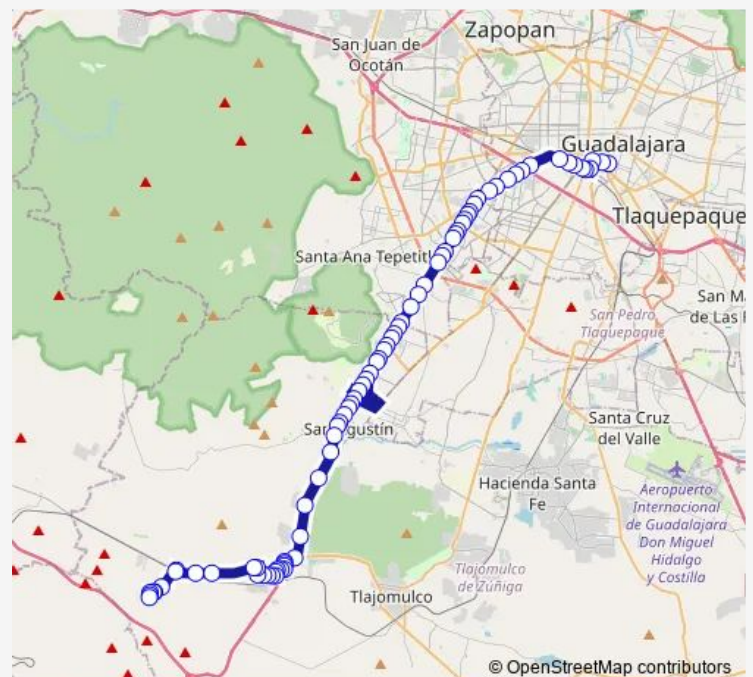 Zapopan
San Juan de
Ocotán
Guadalajara
Tlaquepaque
Santa Ana Tepetitl
San M
de Las
San Pedro
Tlaquepaque
Santa Cruz
del Valle
San Agustín
Hacienda Santa
Fe
Aeropuerto
Internacional
de Guadalajara
Don Miguel
Hidalgo
y Costilla
Tlajomulco
de Zúñiga
Tlajomulco
© OpenStreetMap contributors